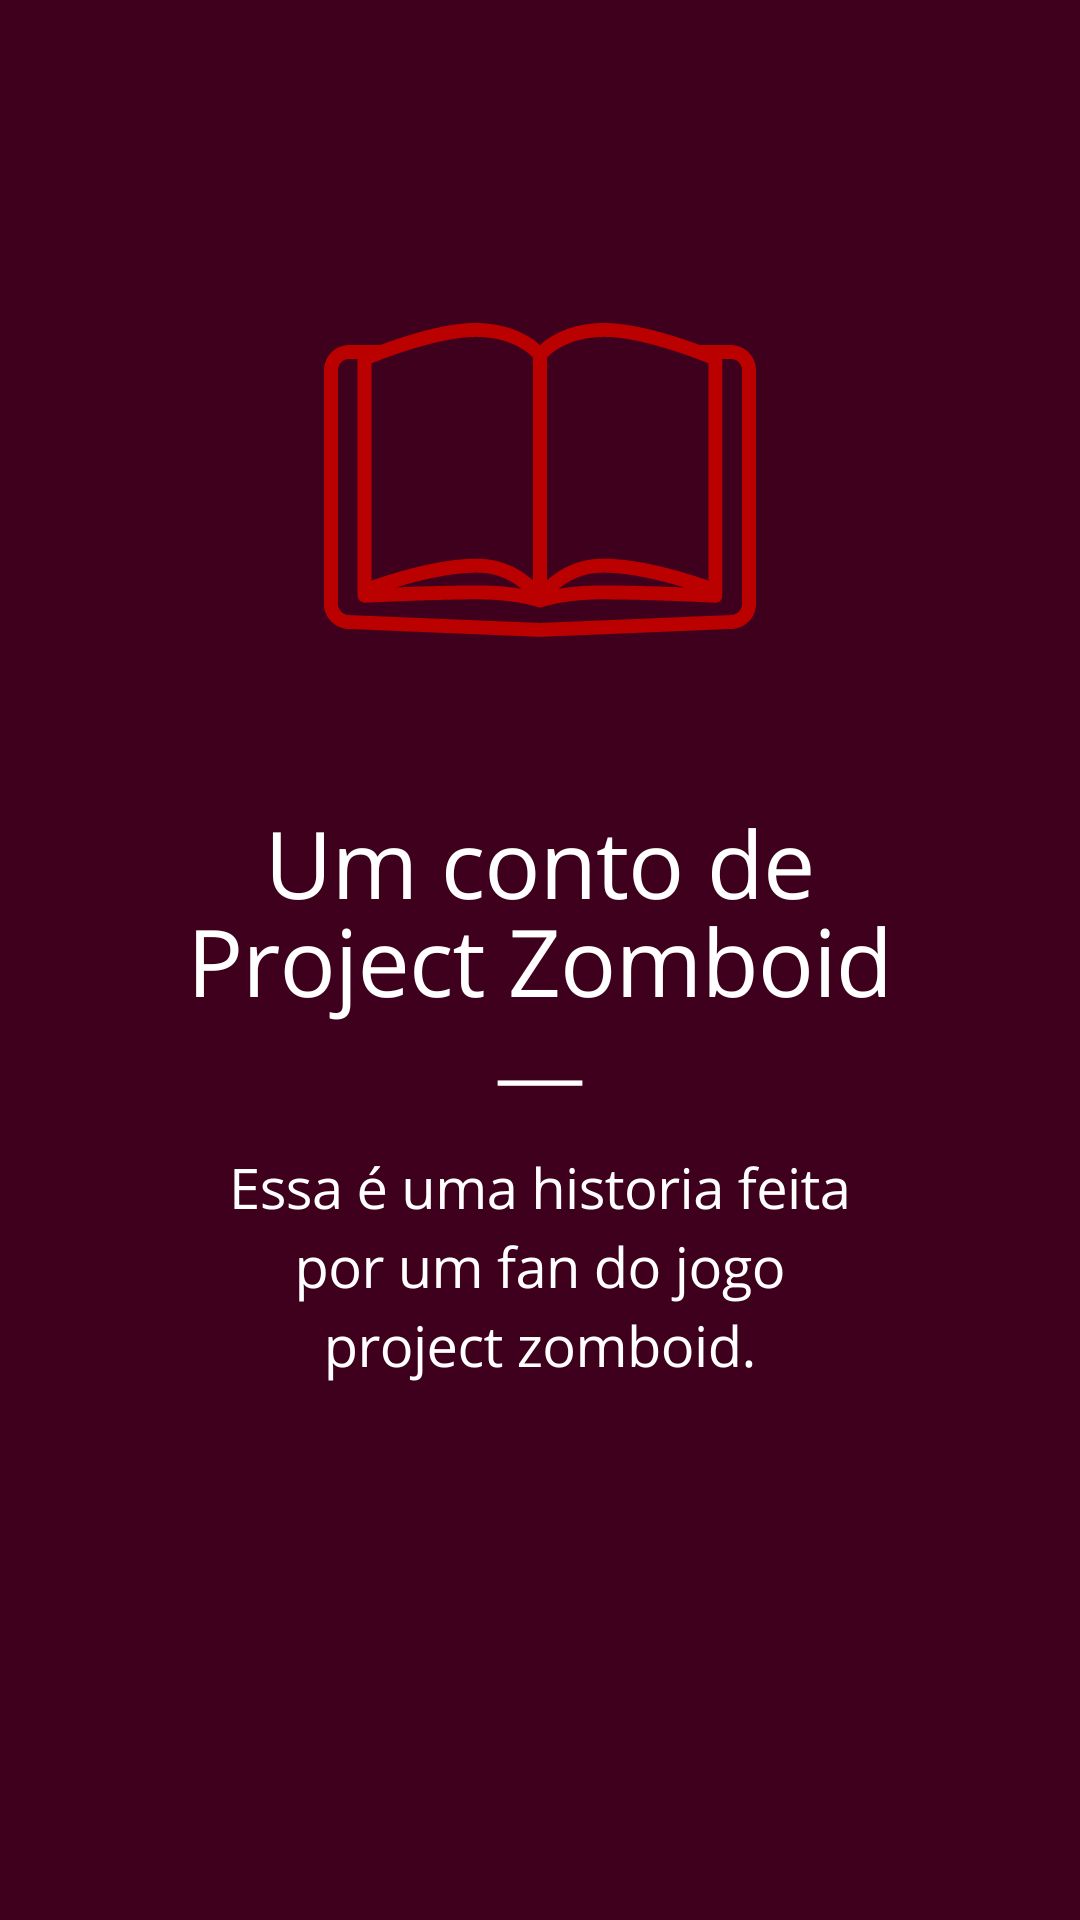 Um conto de
Project Zomboid
Essa é uma historia feita
por um fan do jogo
project zomboid.